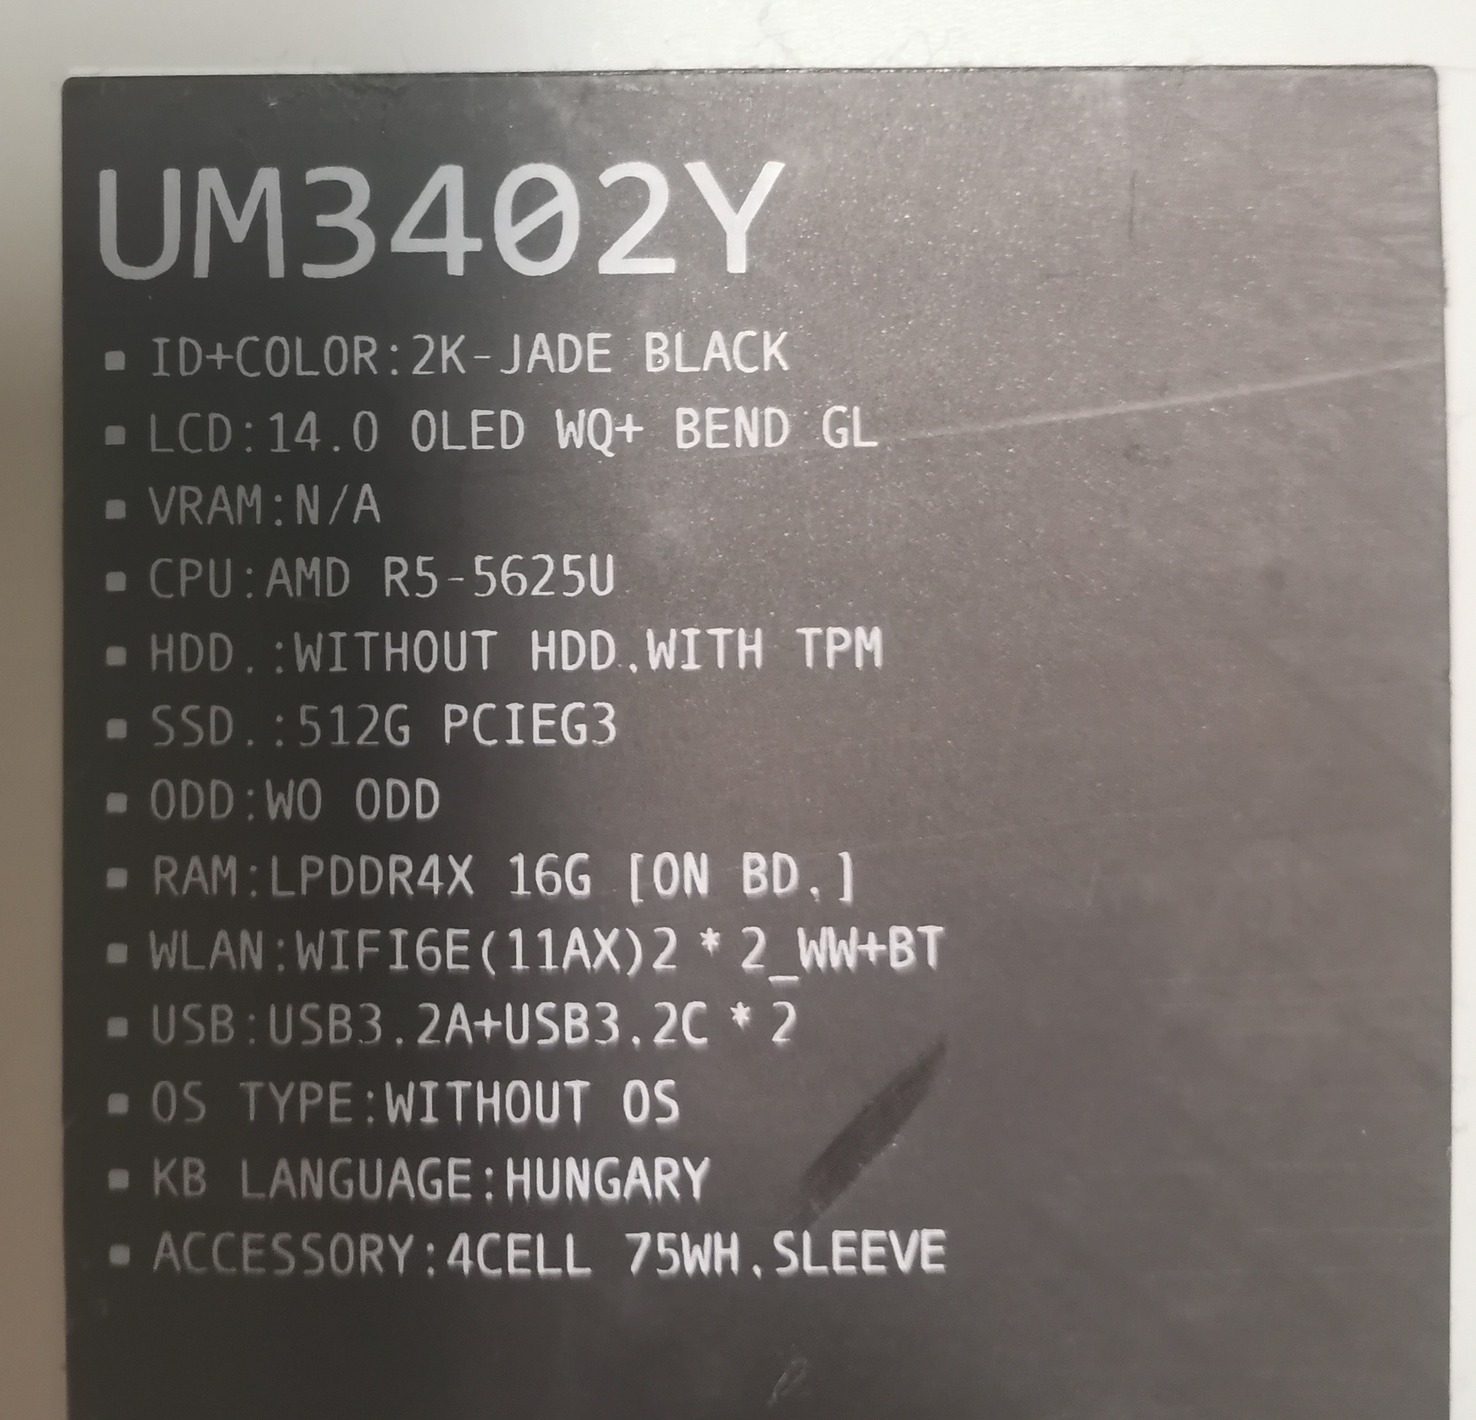 UM3402Y
▪ ID+COLOR:2K-JADE BLACK
▪ LCD:14.0 OLED WQ+ BEND GL
▪ VRAM:N/A
▪ CPU:AMD R5-5625U
▪ HDD.:WITHOUT HDD.WITH TPM
▪ SSD.:512G PCIEG3
▪ ODD:WO ODD
▪ RAM:LPDDR4X 16G [ON BD.]
▪ WLAN:WIFI6E(11AX)2*2_WW+BT
▪ USB:USB3.2A+USB3.2C*2
▪ OS TYPE:WITHOUT OS
▪ KB LANGUAGE:HUNGARY
▪ ACCESSORY:4CELL 75WH.SLEEVE